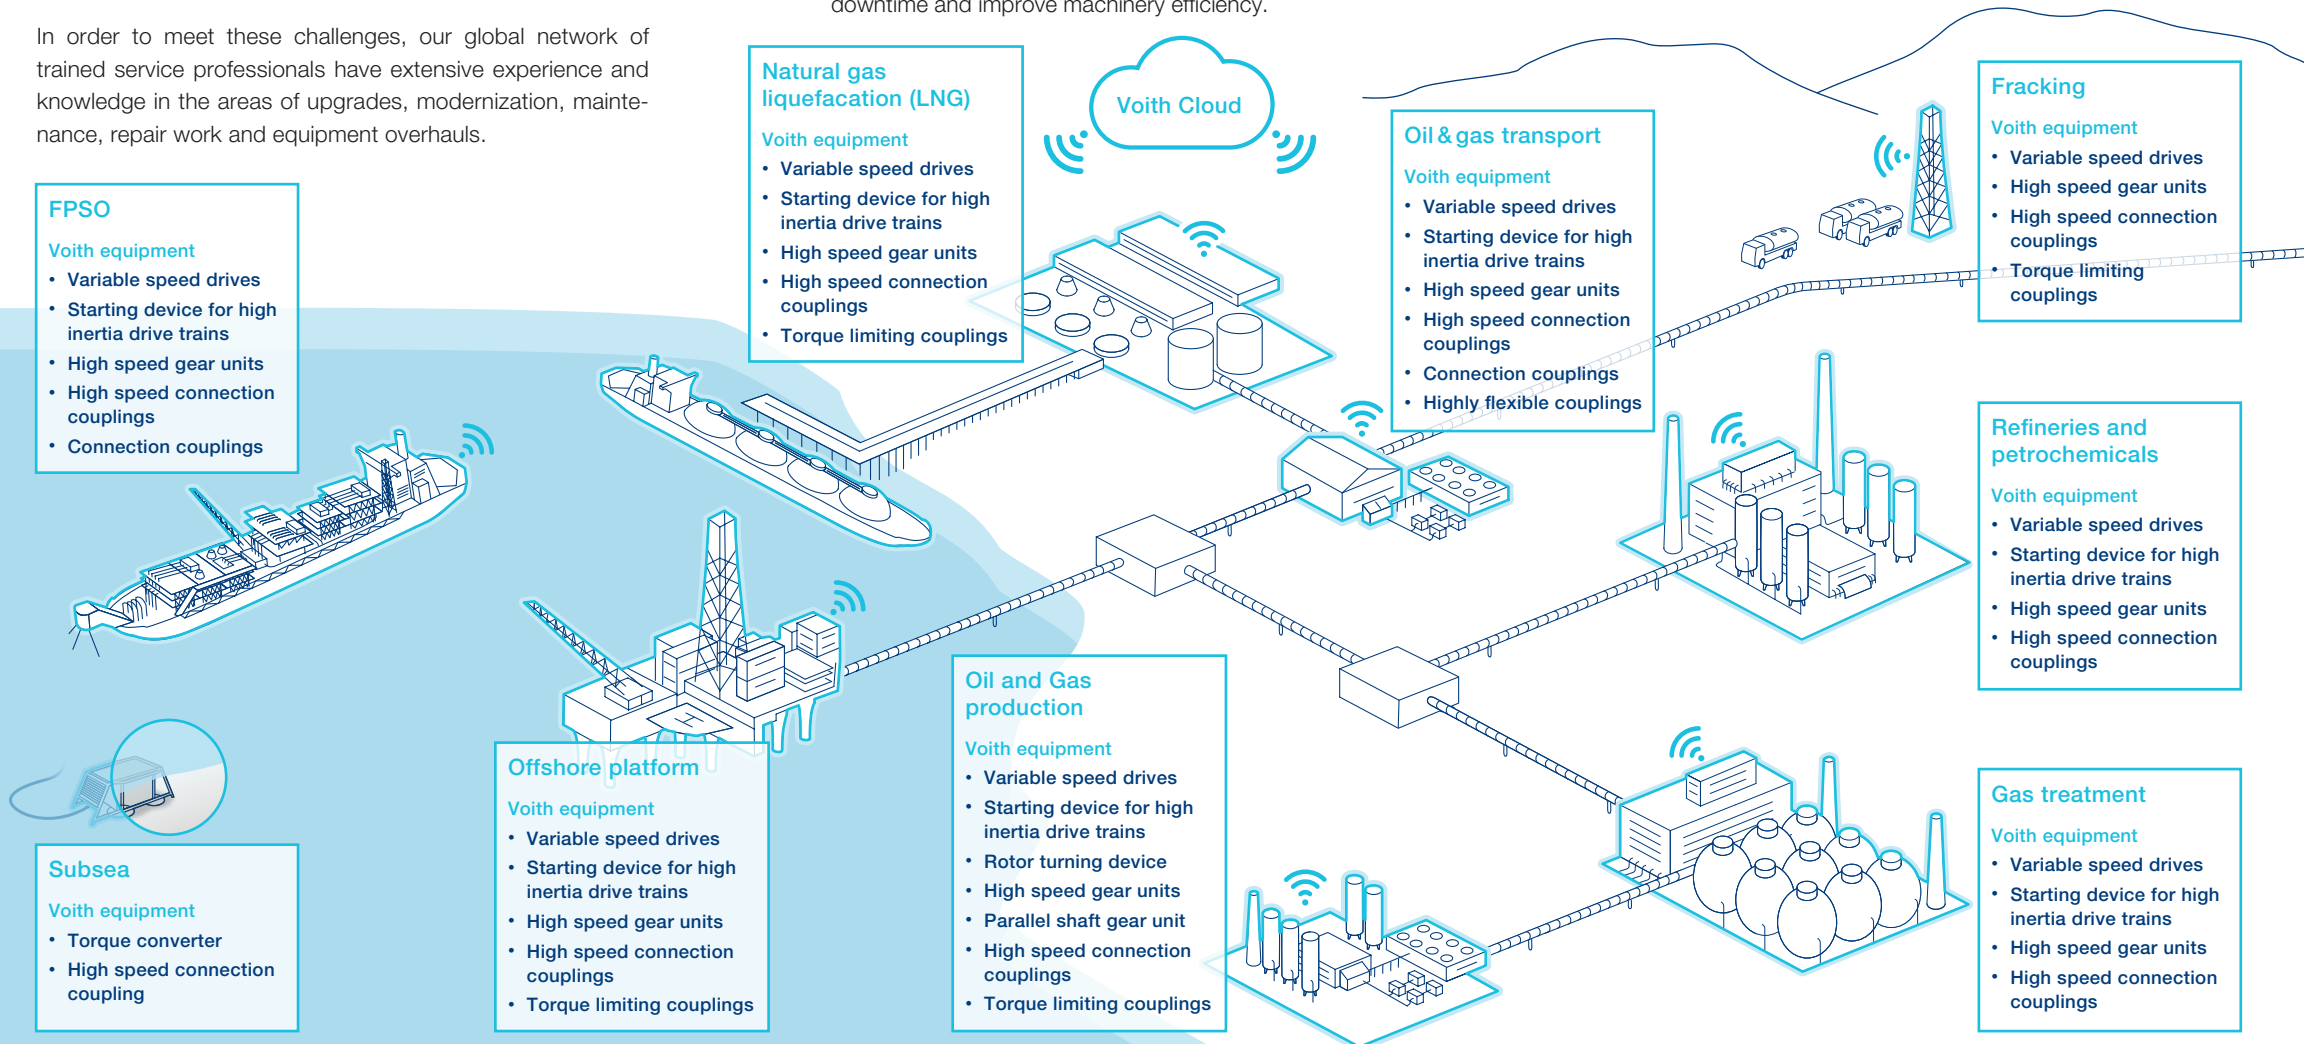 downtime and improve machinery efficiency.
In order to meet these challenges, our global network of
trained service professionals have extensive experience and
knowledge in the areas of upgrades, modernization, mainte-
nance, repair work and equipment overhauls.
FPSO
Voith equipment
• Variable speed drives
• Starting device for high
inertia drive trains
• High speed gear units
• High speed connection
couplings
• Connection couplings
Natural gas
liquefacation (LNG)
Voith equipment
• Variable speed drives
• Starting device for high
inertia drive trains
• High speed gear units
• High speed connection
couplings
• Torque limiting couplings
Voith Cloud
Oil & gas transport
Voith equipment
• Variable speed drives
• Starting device for high
inertia drive trains
• High speed gear units
• High speed connection
couplings
• Connection couplings
• Highly flexible couplings
Fracking
Voith equipment
• Variable speed drives
• High speed gear units
• High speed connection
couplings
• Torque limiting
couplings
Refineries and
petrochemicals
Voith equipment
• Variable speed drives
• Starting device for high
inertia drive trains
• High speed gear units
• High speed connection
couplings
Subsea
Voith equipment
• Torque converter
• High speed connection
coupling
H
Offshore platform
Voith equipment
• Variable speed drives
• Starting device for high
inertia drive trains
• High speed gear units
• High speed connection
couplings
• Torque limiting couplings
Oil and Gas
production
Voith equipment
• Variable speed drives
• Starting device for high
inertia drive trains
• Rotor turning device
• High speed gear units
• Parallel shaft gear unit
• High speed connection
couplings
• Torque limiting couplings
Gas treatment
Voith equipment
• Variable speed drives
• Starting device for high
inertia drive trains
• High speed gear units
• High speed connection
couplings